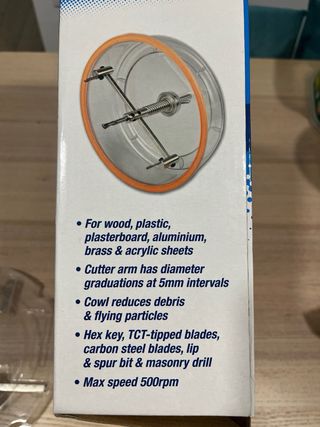 • For wood, plastic,
plasterboard, aluminium,
brass & acrylic sheets
• Cutter arm has diameter
graduations at 5mm intervals
• Cowl reduces debris
& flying particles
• Hex key, TCT-tipped blades,
carbon steel blades, lip
& spur bit & masonry drill
• Max speed 500rpm